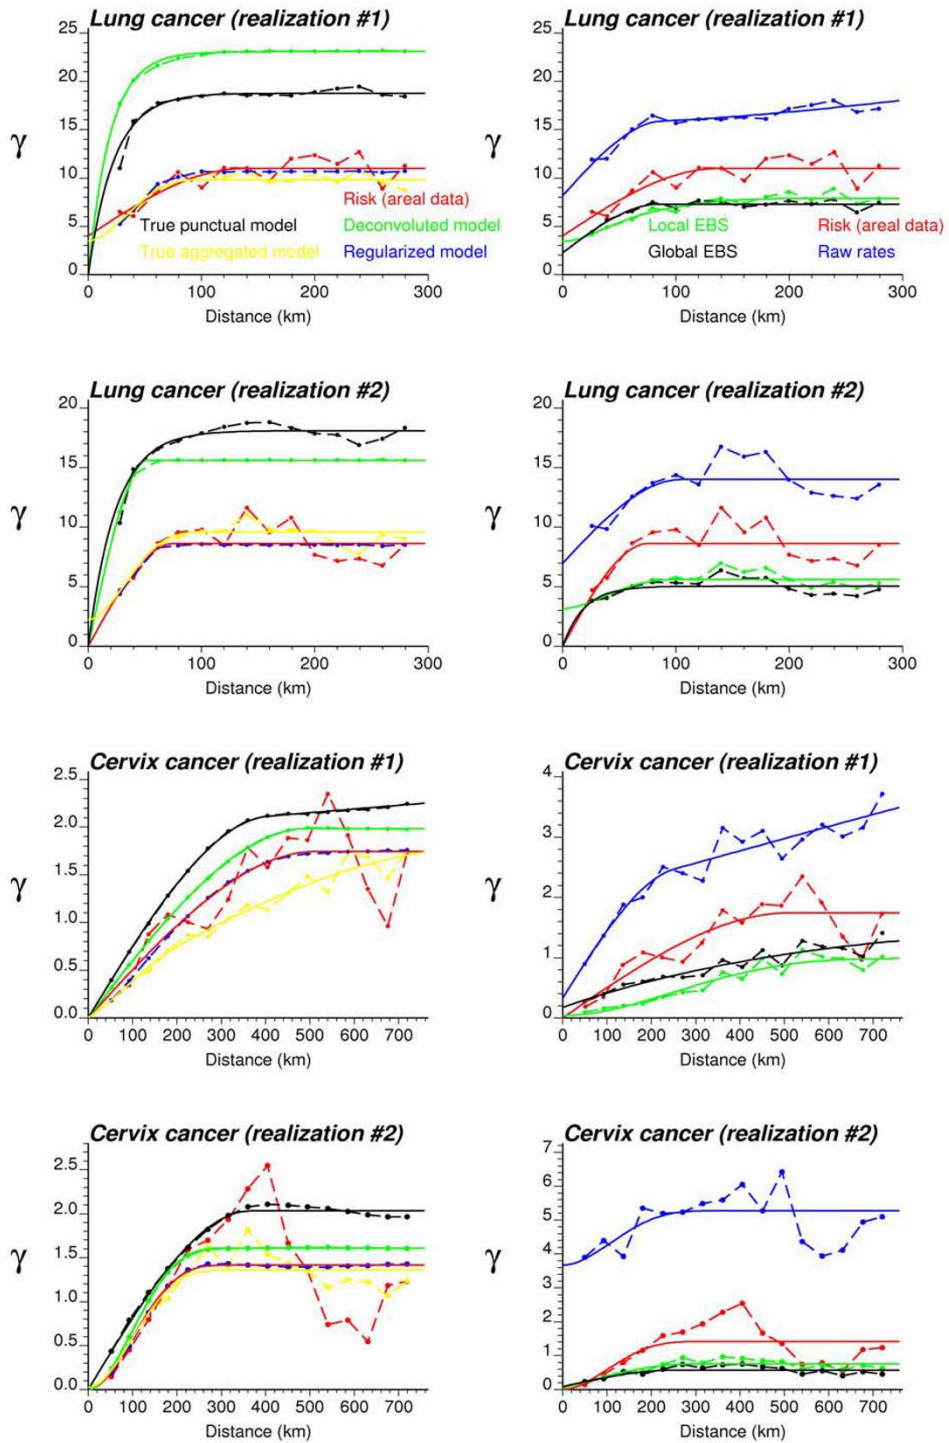 Lung cancer (realization #1)
25
20
15
10
5
0
γ
Risk (areal data)
True punctual model
Deconvoluted model
True aggregated model
Regularized model
0 100 200 300
Distance (km)
Lung cancer (realization #1)
25
20
15
10
5
0
γ
Local EBS
Risk (areal data)
Global EBS
Raw rates
0 100 200 300
Distance (km)
Lung cancer (realization #2)
20
15
10
5
0
γ
0 100 200 300
Distance (km)
Lung cancer (realization #2)
20
15
10
5
0
γ
0 100 200 300
Distance (km)
Cervix cancer (realization #1)
2.5
2.0
1.5
1.0
0.5
0.0
γ
0 100 200 300 400 500 600 700
Distance (km)
Cervix cancer (realization #1)
4
3
2
1
0
γ
0 100 200 300 400 500 600 700
Distance (km)
Cervix cancer (realization #2)
2.5
2.0
1.5
1.0
0.5
0.0
γ
0 100 200 300 400 500 600 700
Distance (km)
Cervix cancer (realization #2)
7
6
5
4
3
2
1
0
γ
0 100 200 300 400 500 600 700
Distance (km)